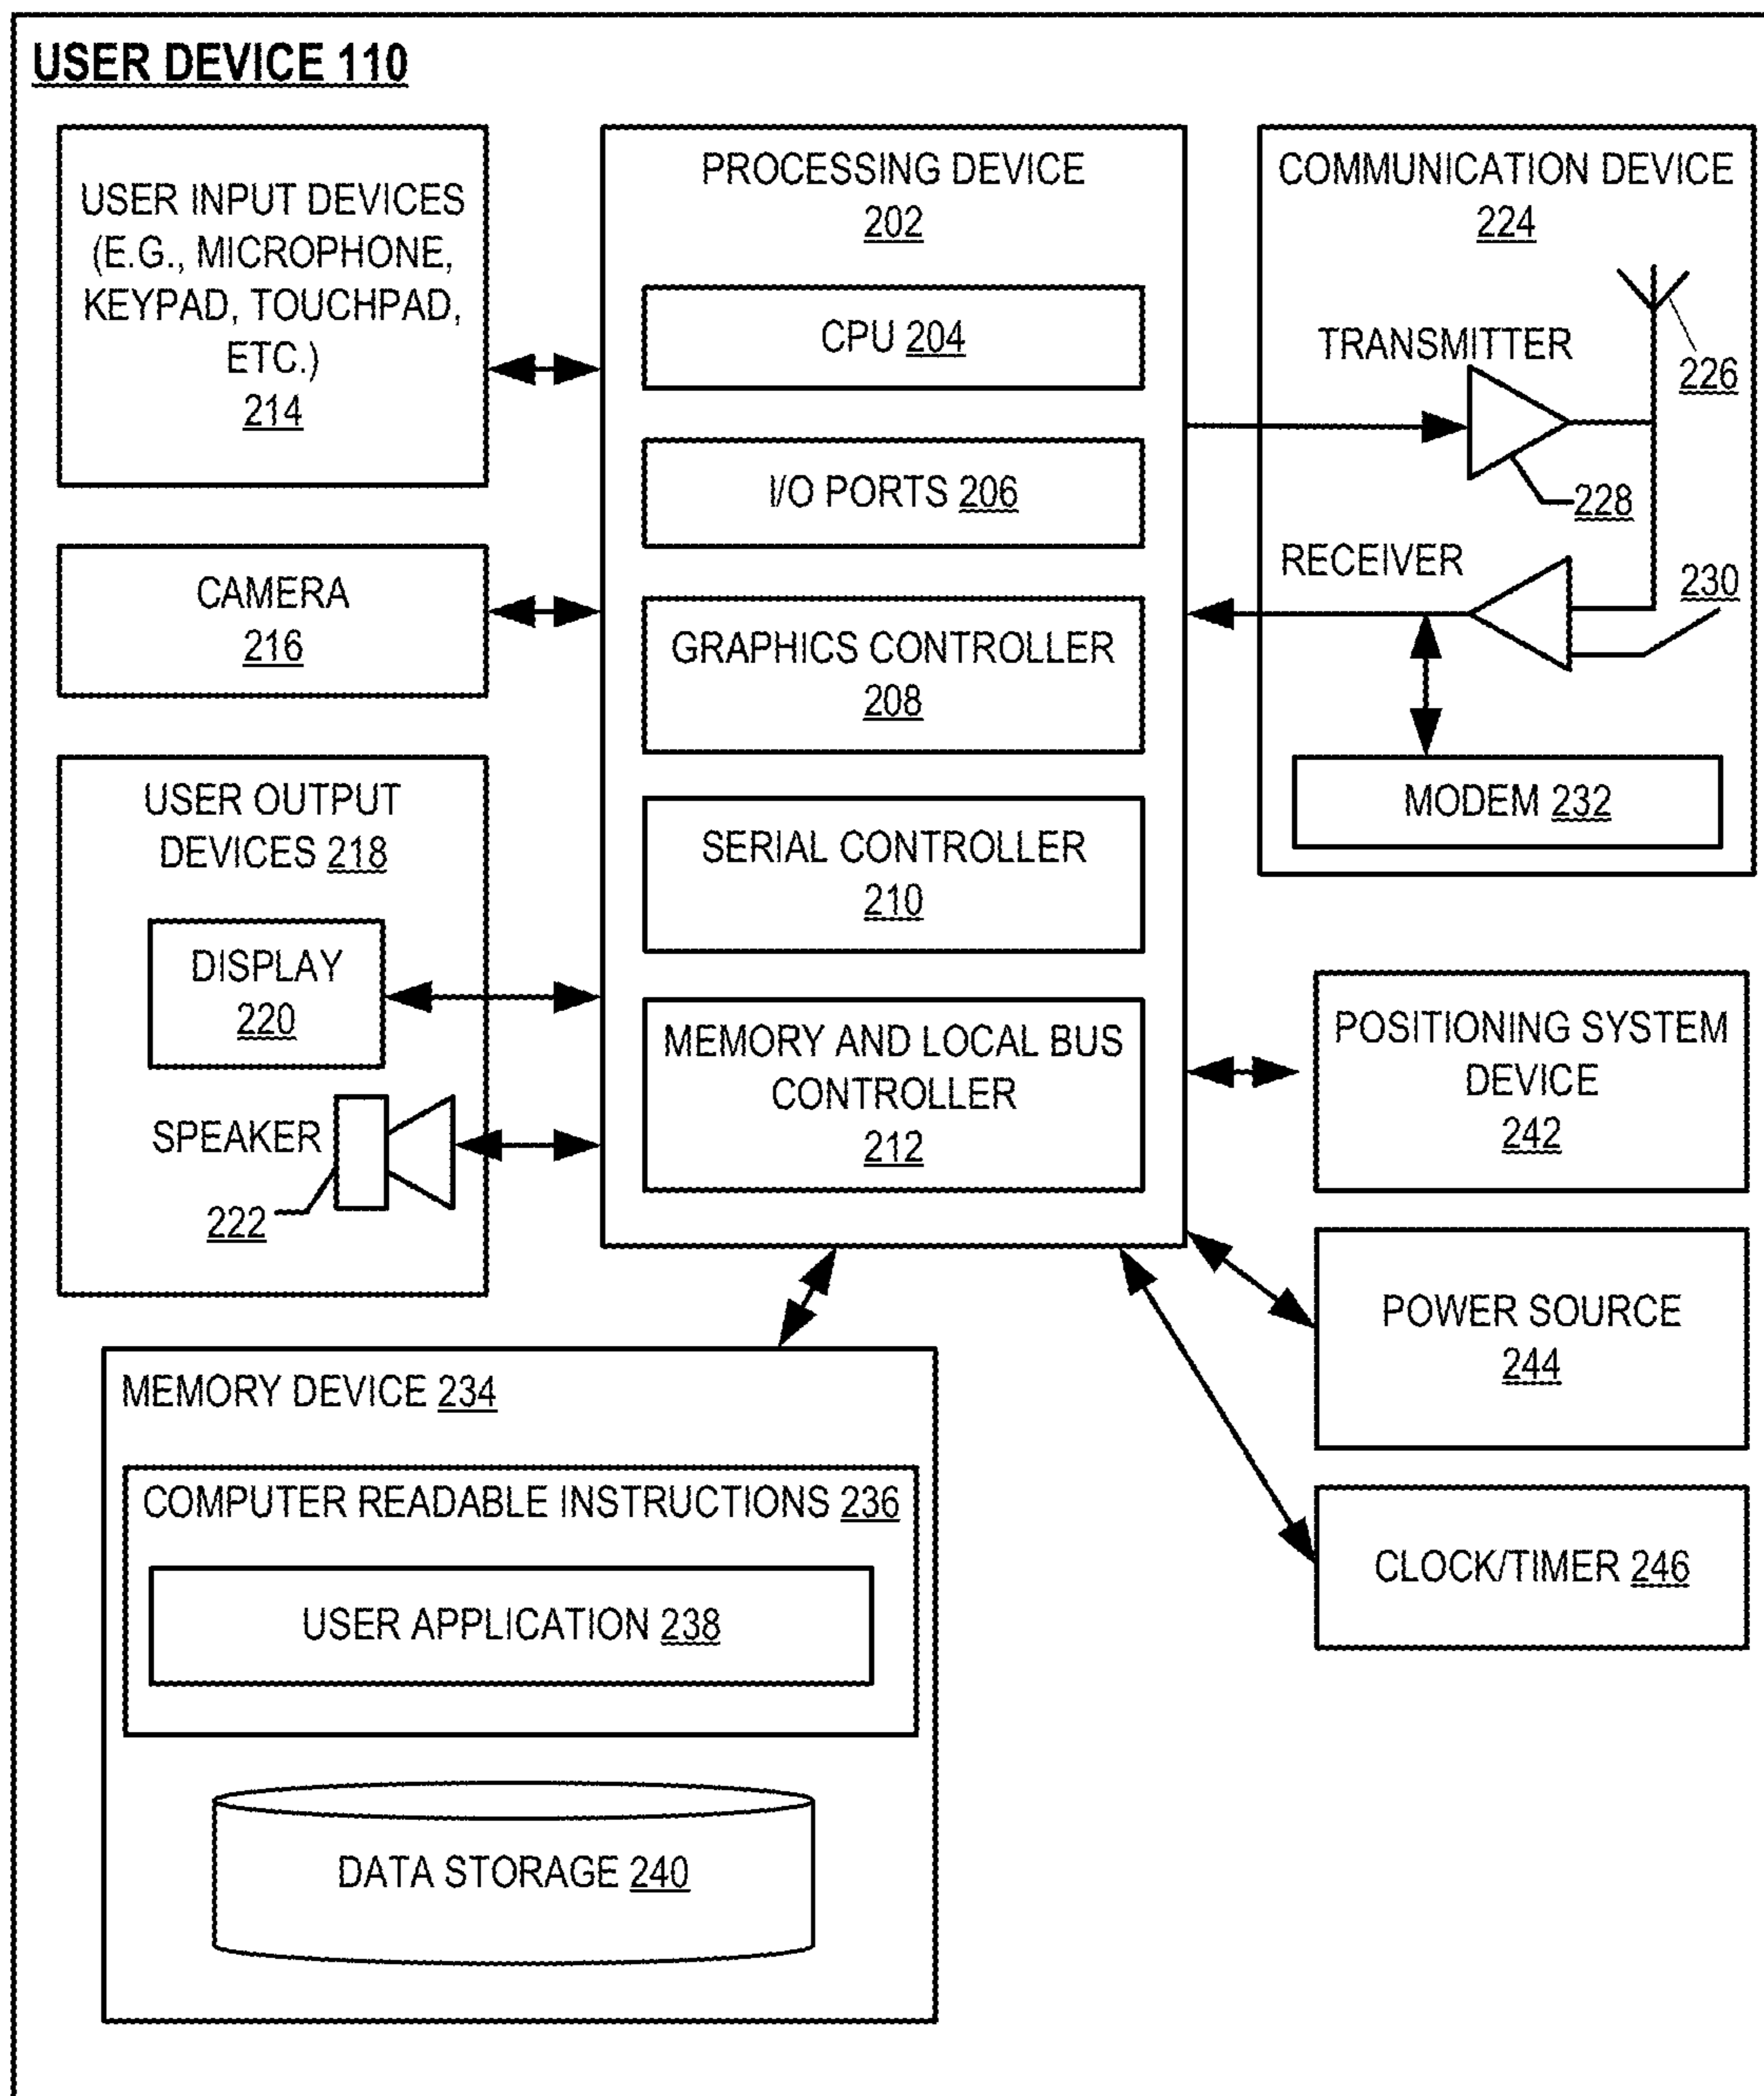 USER DEVICE 110
USER INPUT DEVICES
(E.G., MICROPHONE,
KEYPAD, TOUCHPAD,
ETC.)
214
CAMERA
216
USER OUTPUT
DEVICES 218
DISPLAY
220
SPEAKER
222
PROCESSING DEVICE
202
CPU 204
I/O PORTS 206
GRAPHICS CONTROLLER
208
SERIAL CONTROLLER
210
MEMORY AND LOCAL BUS
CONTROLLER
212
COMMUNICATION DEVICE
224
TRANSMITTER
226
228
RECEIVER
230
MODEM 232
POSITIONING SYSTEM
DEVICE
242
POWER SOURCE
244
CLOCK/TIMER 246
MEMORY DEVICE 234
COMPUTER READABLE INSTRUCTIONS 236
USER APPLICATION 238
DATA STORAGE 240